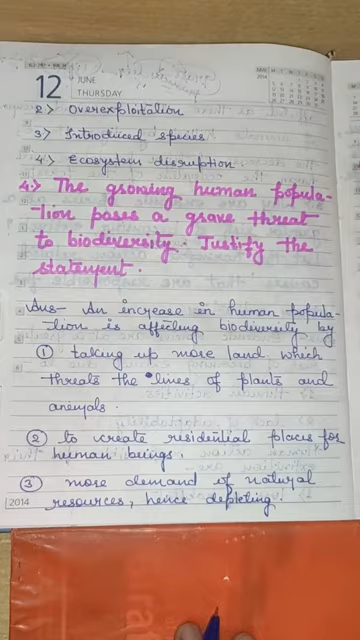 12
JUNE
THURSDAY
2014
2> Overexploitation
3> Introduced species
4> Ecosystem disruption
4.> The growing human popula-
-tion poses a grave threat
to biodiversity. Justify the
statement.
Ans- An increase in human popula-
-tion is affecting biodiversity by
① taking up more land which
threats the lines of plants and
anemals.
② to create residential places for
human beings.
③ more demand of natural
resources, hence depleting.
2014